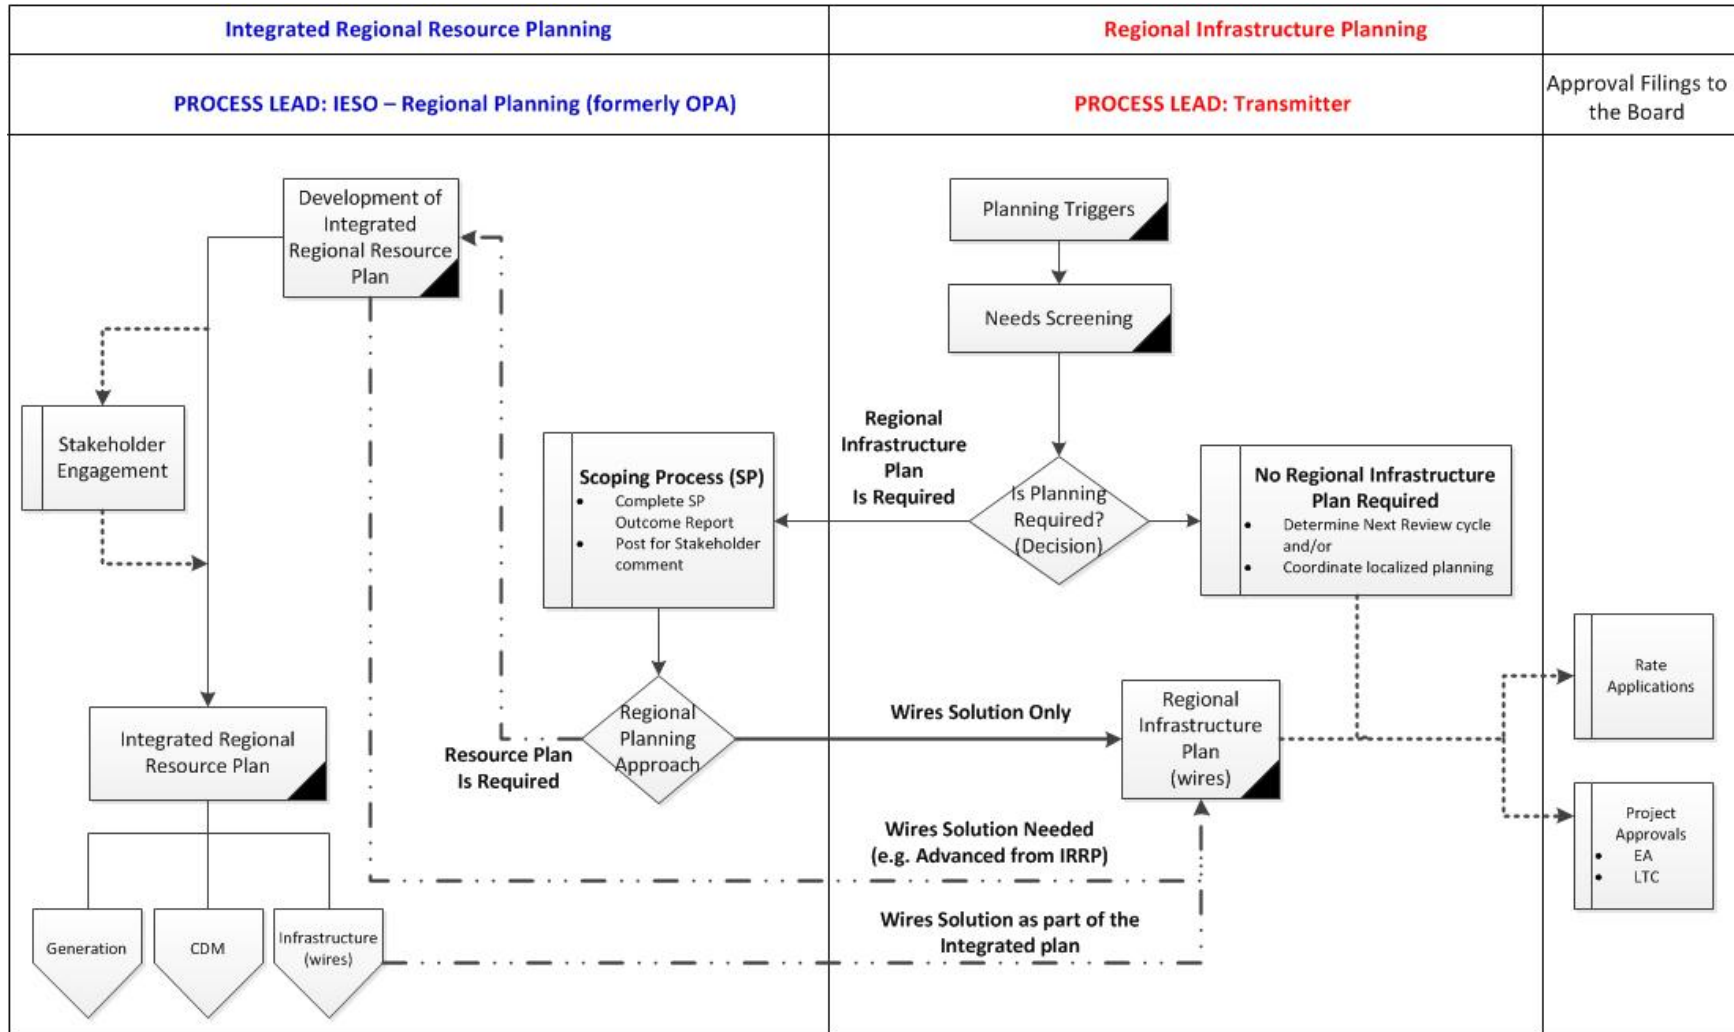 Integrated Regional Resource Planning
Regional Infrastructure Planning
PROCESS LEAD: IESO – Regional Planning (formerly OPA)
PROCESS LEAD: Transmitter
Approval Filings to
the Board
Development of
Integrated
Regional Resource
Plan
Planning Triggers
Needs Screening
Stakeholder
Engagement
Scoping Process (SP)
• Complete SP
Outcome Report
• Post for Stakeholder
comment
Regional
Infrastructure
Plan
Is Required
Is Planning
Required?
(Decision)
No Regional Infrastructure
Plan Required
• Determine Next Review cycle
and/or
• Coordinate localized planning
Rate
Applications
Integrated Regional
Resource Plan
Resource Plan
Is Required
Regional
Planning
Approach
Wires Solution Only
Regional
Infrastructure
Plan
(wires)
Wires Solution Needed
(e.g. Advanced from IRRP)
Project
Approvals
• EA
• LTC
Generation
CDM
Infrastructure
(wires)
Wires Solution as part of the
Integrated plan